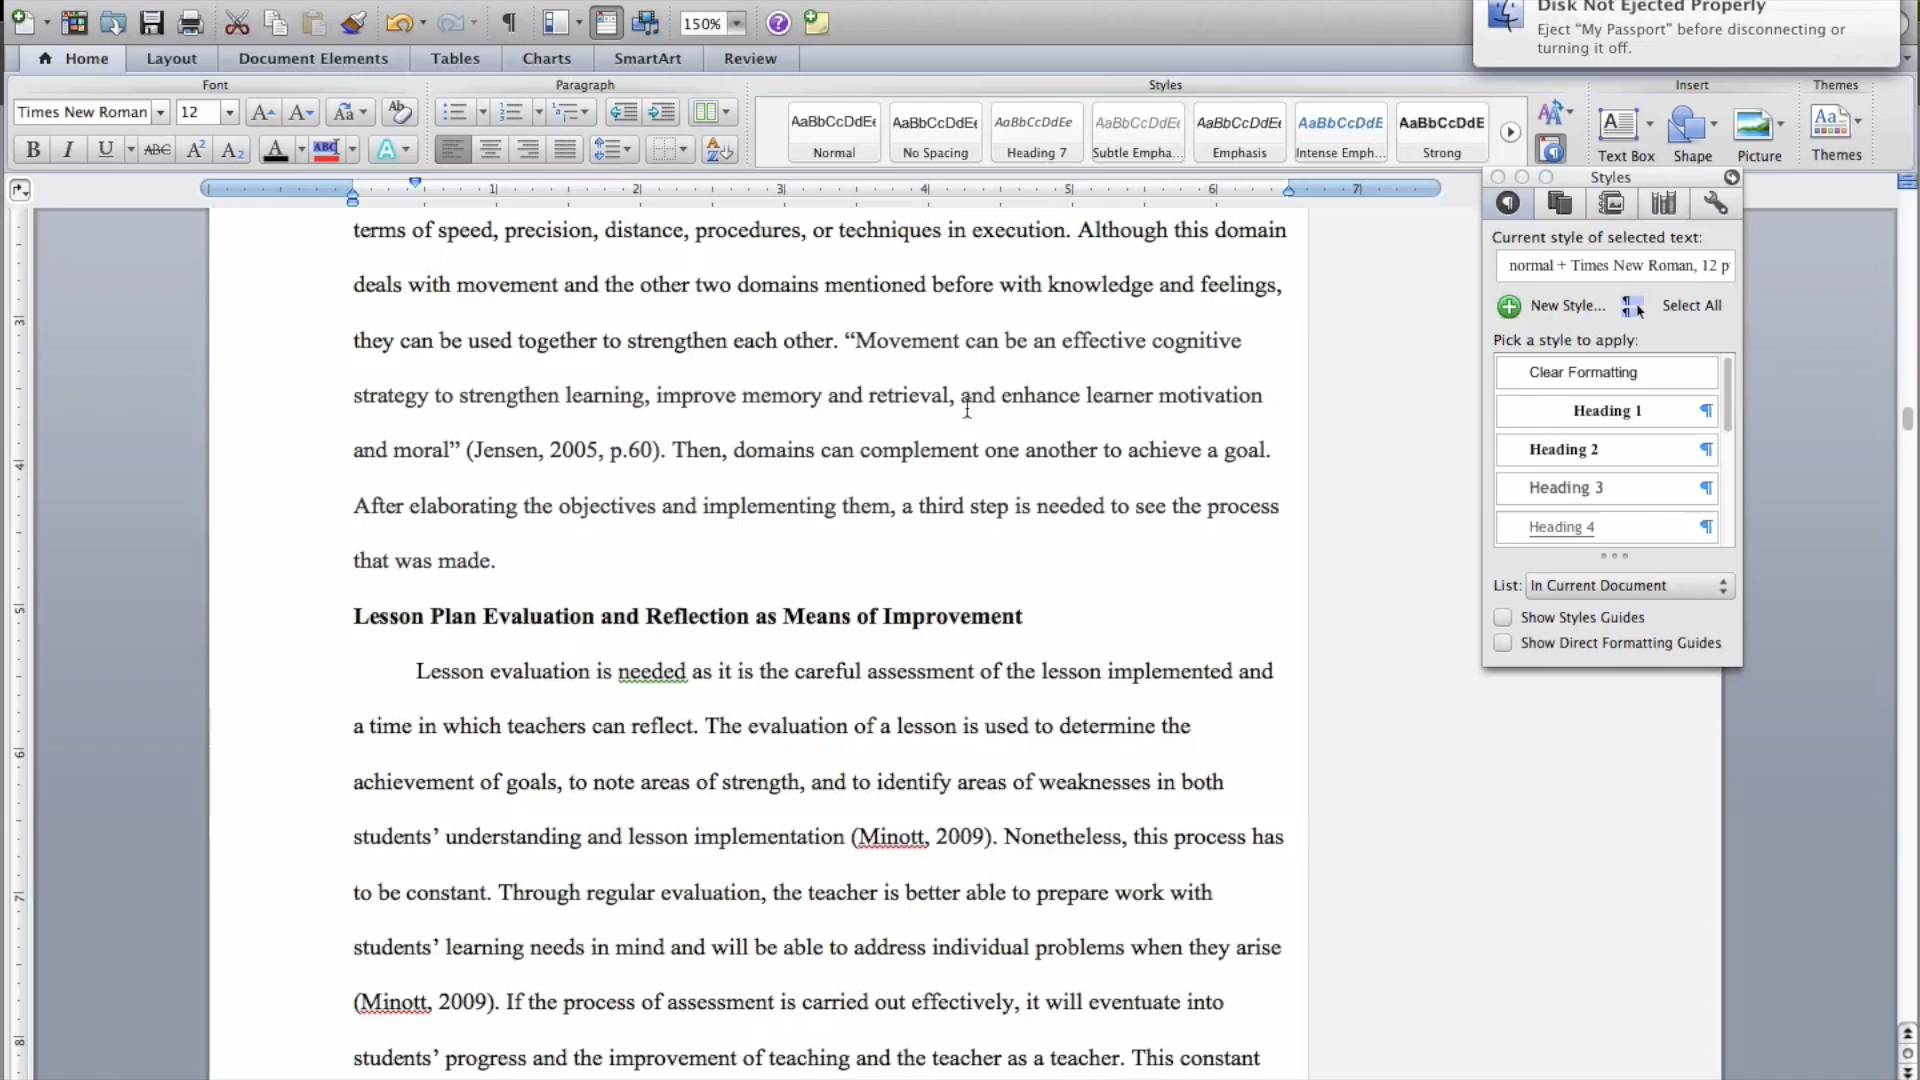 150%
Disk Not Ejected Properly
Eject “My Passport” before disconnecting or
turning it off.
Home Layout Document Elements Tables Charts SmartArt Review
Font Paragraph Styles Insert Themes
Times New Roman 12
AaBbCcDdEe AaBbCcDdEe AaBbCcDdEe AaBbCcDdEe AaBbCcDdEe AaBbCcDdE AaBbCcDdE
Normal No Spacing Heading 7 Subtle Empha... Emphasis Intense Emph... Strong
Text Box Shape Picture Themes
1 2 3 4 5 6 7
Styles
Current style of selected text:
normal + Times New Roman, 12 p
New Style... Select All
Pick a style to apply:
Clear Formatting
Heading 1
Heading 2
Heading 3
Heading 4
List: In Current Document
Show Styles Guides
Show Direct Formatting Guides
terms of speed, precision, distance, procedures, or techniques in execution. Although this domain
deals with movement and the other two domains mentioned before with knowledge and feelings,
they can be used together to strengthen each other. “Movement can be an effective cognitive
strategy to strengthen learning, improve memory and retrieval, and enhance learner motivation
and moral” (Jensen, 2005, p.60). Then, domains can complement one another to achieve a goal.
After elaborating the objectives and implementing them, a third step is needed to see the process
that was made.
Lesson Plan Evaluation and Reflection as Means of Improvement
Lesson evaluation is needed as it is the careful assessment of the lesson implemented and
a time in which teachers can reflect. The evaluation of a lesson is used to determine the
achievement of goals, to note areas of strength, and to identify areas of weaknesses in both
students’ understanding and lesson implementation (Minott, 2009). Nonetheless, this process has
to be constant. Through regular evaluation, the teacher is better able to prepare work with
students’ learning needs in mind and will be able to address individual problems when they arise
(Minott, 2009). If the process of assessment is carried out effectively, it will eventuate into
students’ progress and the improvement of teaching and the teacher as a teacher. This constant